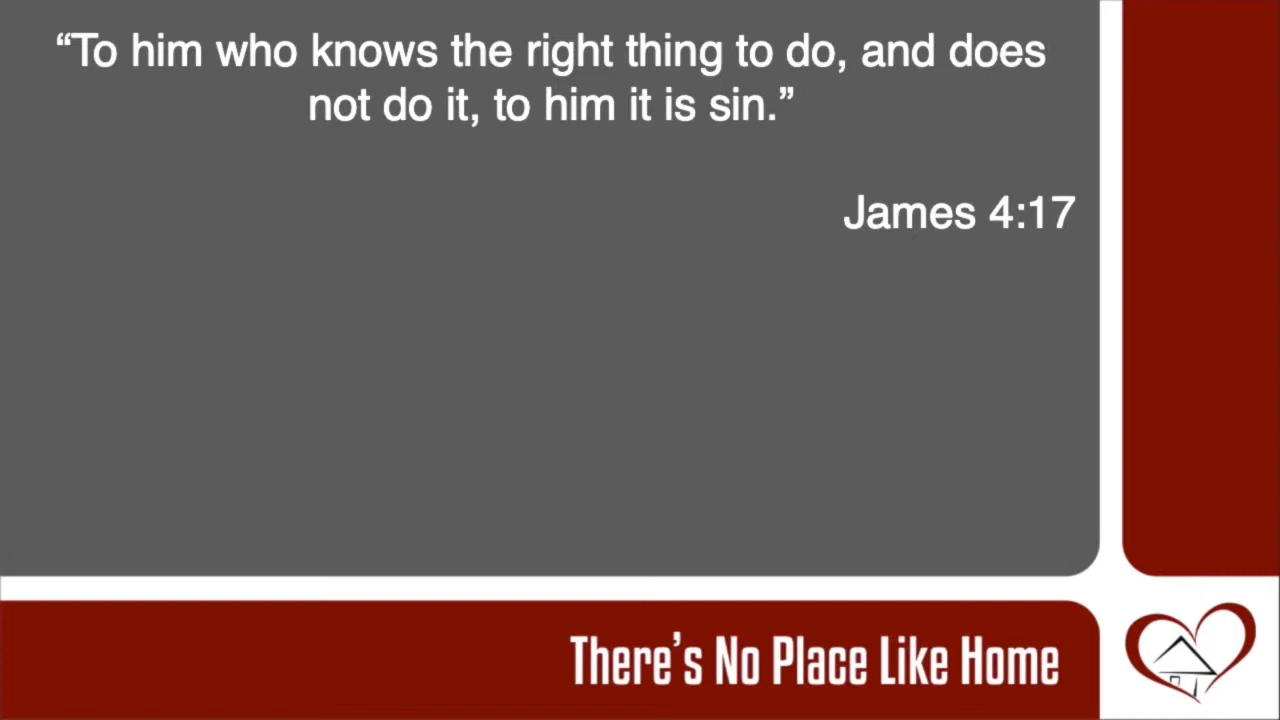 “To him who knows the right thing to do, and does
not do it, to him it is sin.”
James 4:17
There’s No Place Like Home